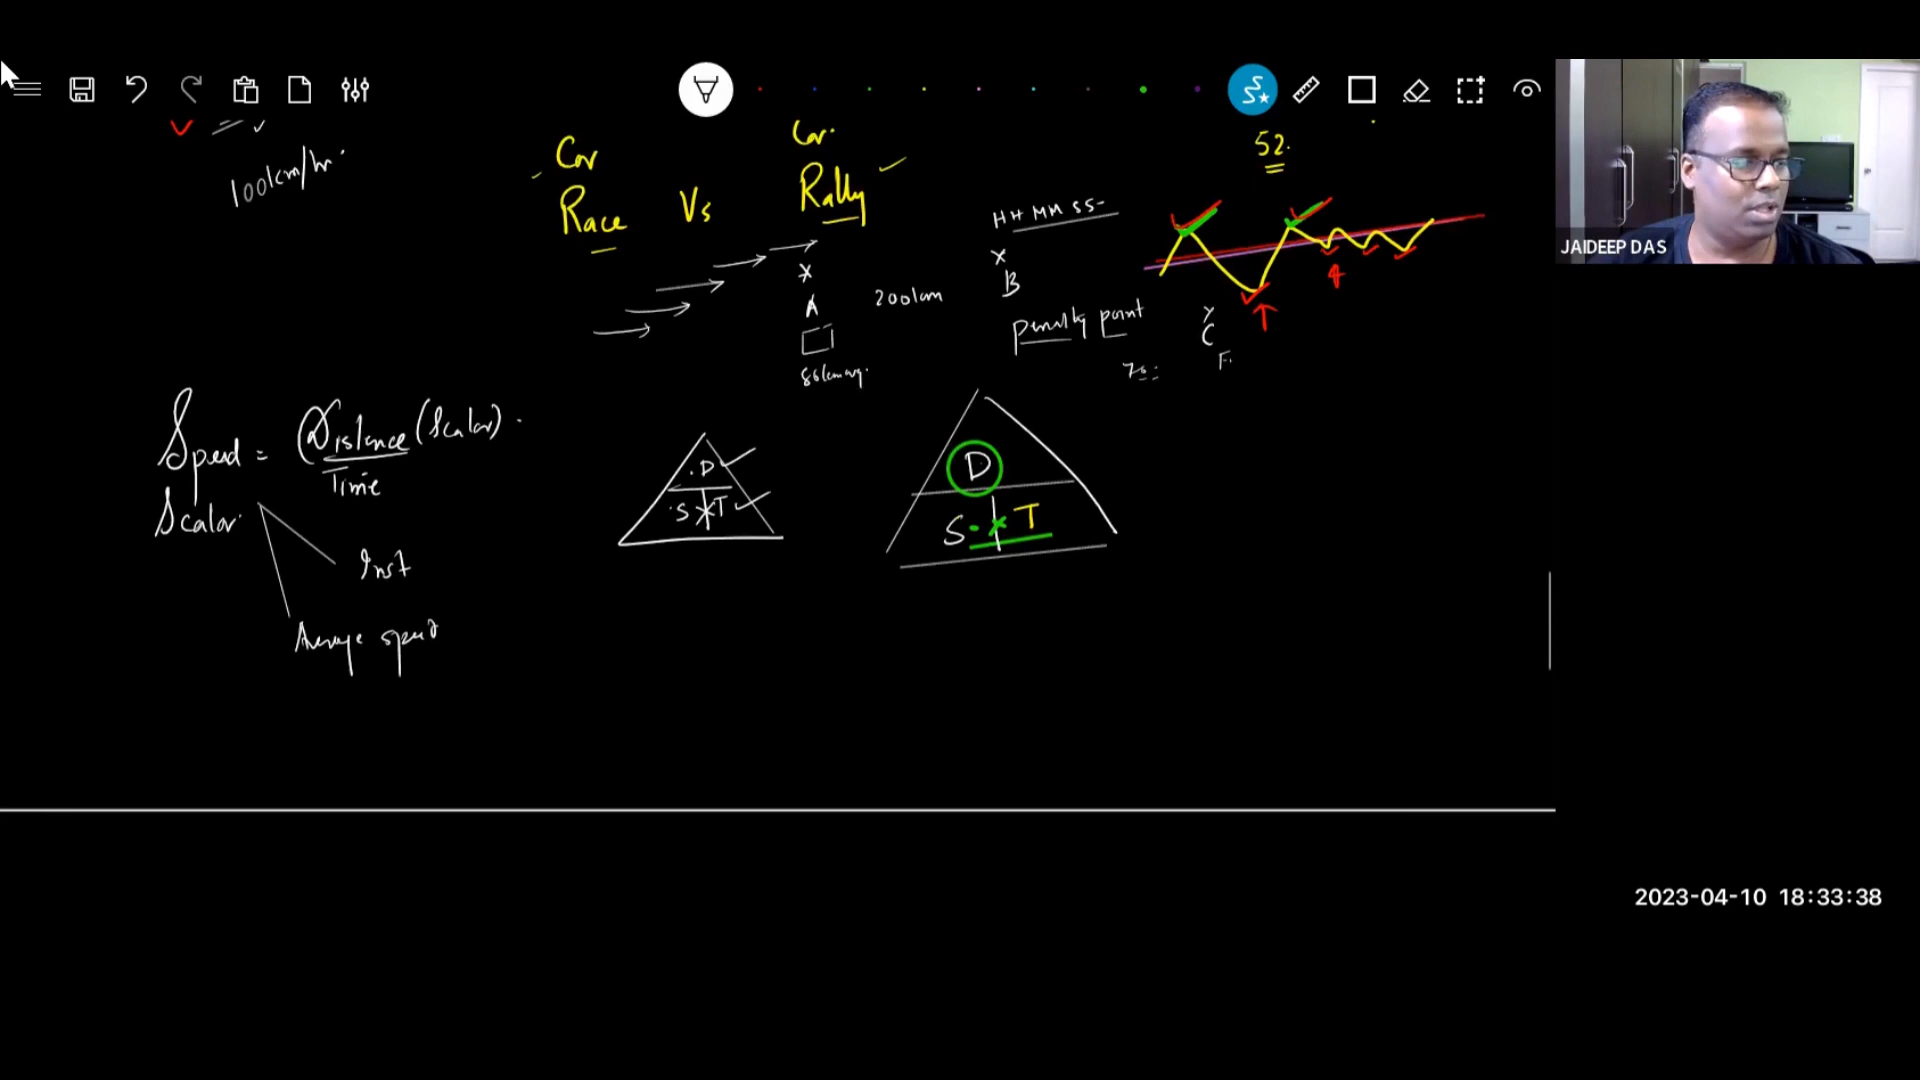 100km/hr.
Car
Race
Vs
Car.
Rally
HH MM SS
52.
JAIDEEP DAS
x
A
200km
x
B
Penalty point
C
F.
Speed = Distance (Scalar).
Time
Scalar.
Inst
Average speed
D
S x T
D
S x T
2023-04-10 18:33:38